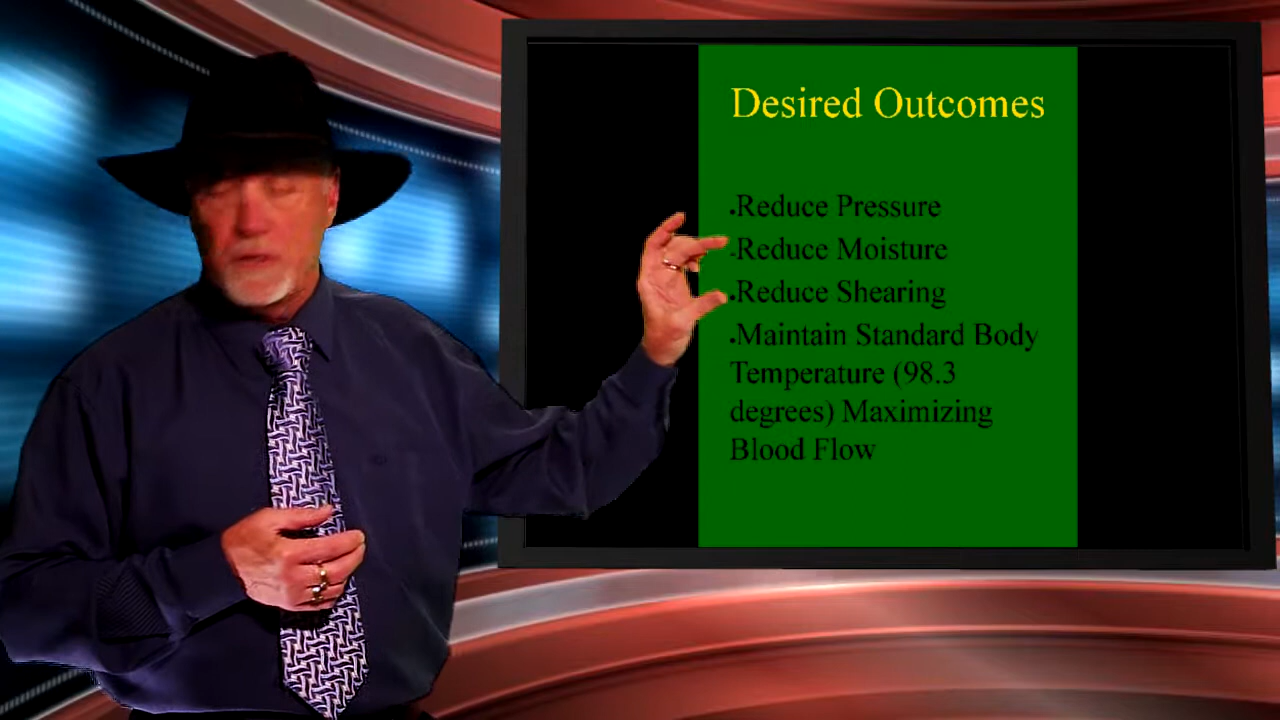 Desired Outcomes
.Reduce Pressure
.Reduce Moisture
.Reduce Shearing
.Maintain Standard Body
Temperature (98.3
degrees) Maximizing
Blood Flow